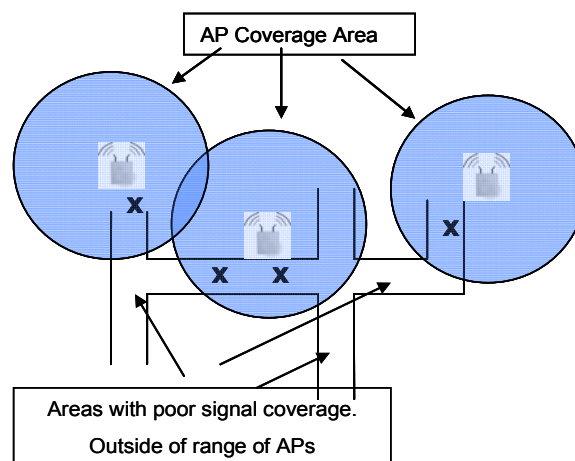 AP Coverage Area
X
X
X
X
Areas with poor signal coverage.
Outside of range of APs